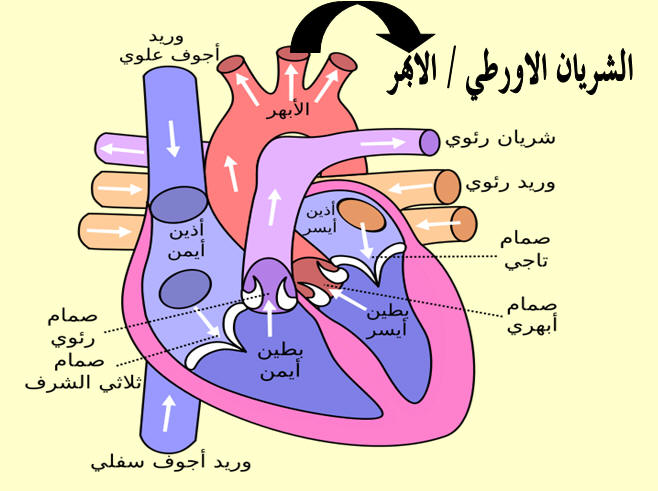 وريد
أجوف علوي
الشريان الاورطي / الابهر
الأبهر
شريان رئوي
وريد رئوي
أذين
أيسر
أذين
أيمن
صمام
تاجي
صمام
أبهري
بطين
أيسر
صمام
رئوي
بطين
أيمن
صمام
ثلاثي الشرف
وريد أجوف سفلي